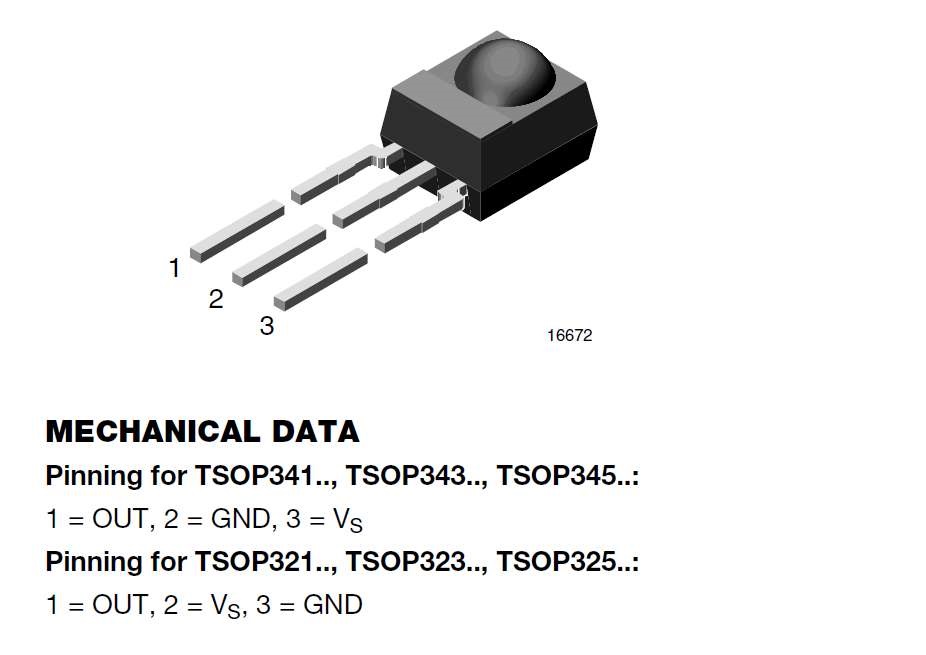 1
2
3
16672
MECHANICAL DATA
Pinning for TSOP341.., TSOP343.., TSOP345..:
1 = OUT, 2 = GND, 3 = VS
Pinning for TSOP321.., TSOP323.., TSOP325..:
1 = OUT, 2 = VS, 3 = GND